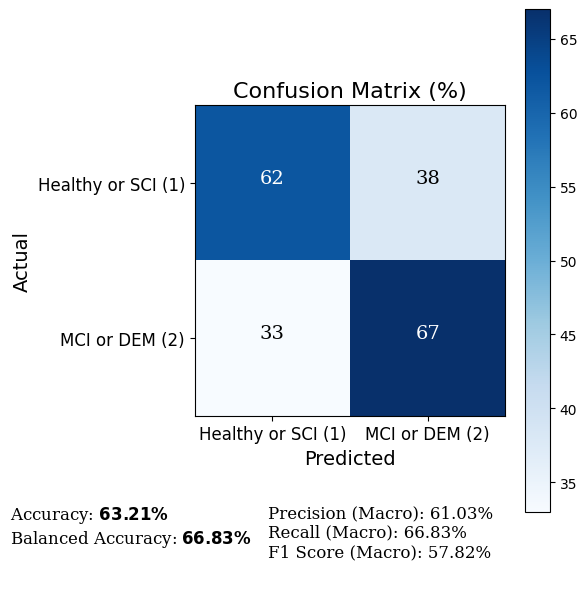 Confusion Matrix (%)
Actual
Healthy or SCI (1)
62
38
MCI or DEM (2)
33
67
Healthy or SCI (1)
MCI or DEM (2)
Predicted
65
60
55
50
45
40
35
Accuracy: 63.21%
Balanced Accuracy: 66.83%
Precision (Macro): 61.03%
Recall (Macro): 66.83%
F1 Score (Macro): 57.82%